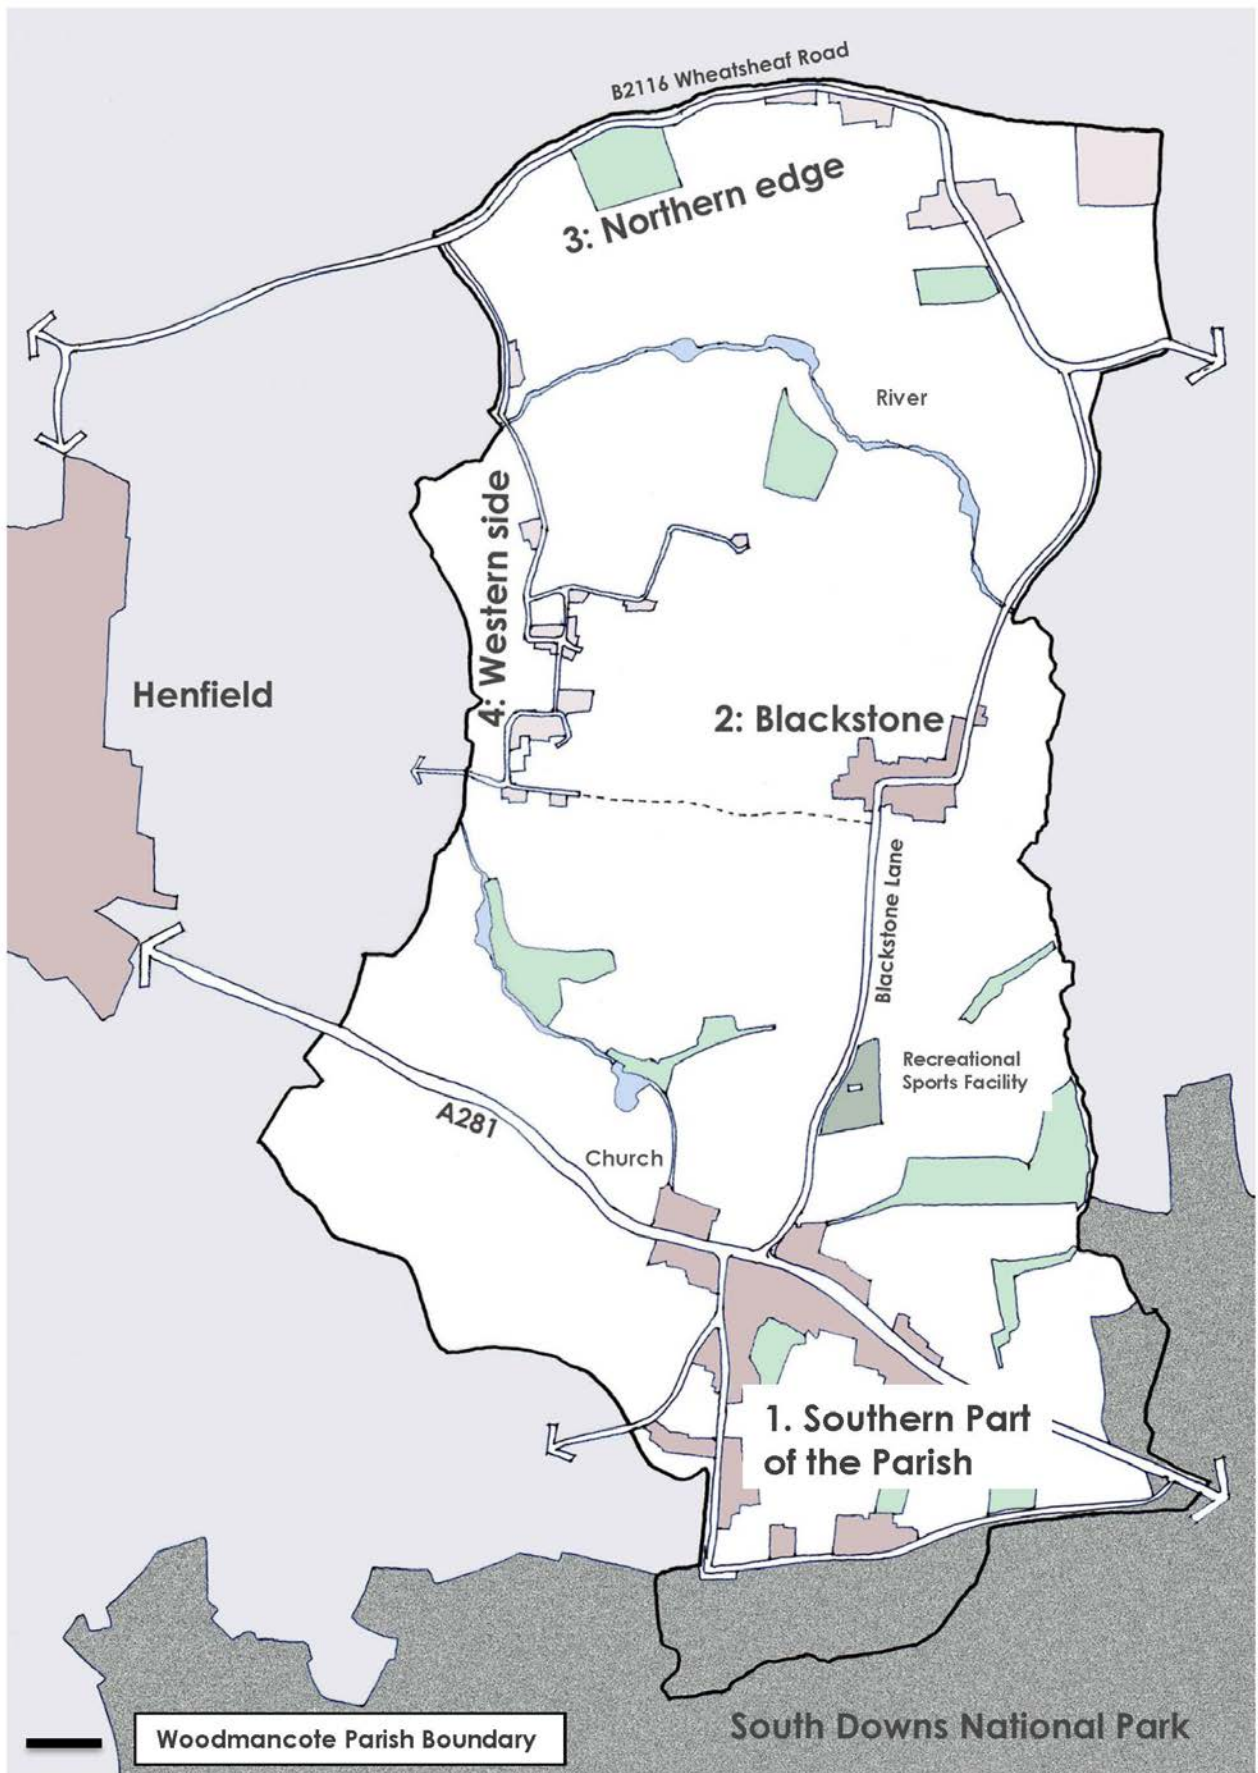 B2116 Wheatsheaf Road
3: Northern edge
River
4: Western side
Henfield
2: Blackstone
Blackstone Lane
Recreational
Sports Facility
A281
Church
1. Southern Part
of the Parish
South Downs National Park
Woodmancote Parish Boundary